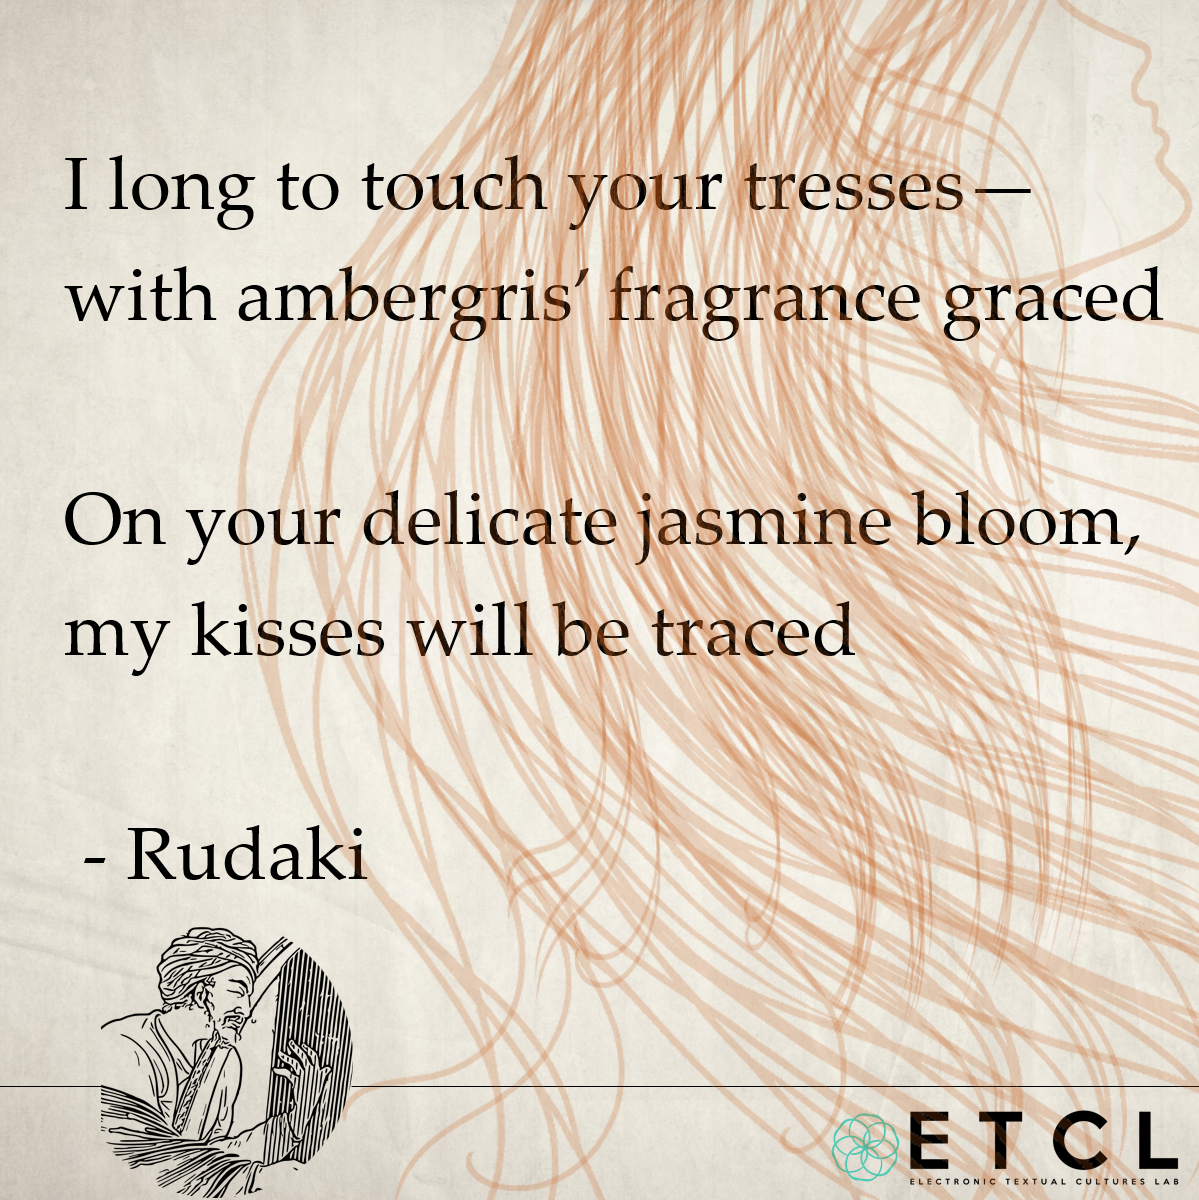 I long to touch your tresses—
with ambergris’ fragrance graced
On your delicate jasmine bloom,
my kisses will be traced
- Rudaki
ETCL
ELECTRONIC TEXTUAL CULTURES LAB